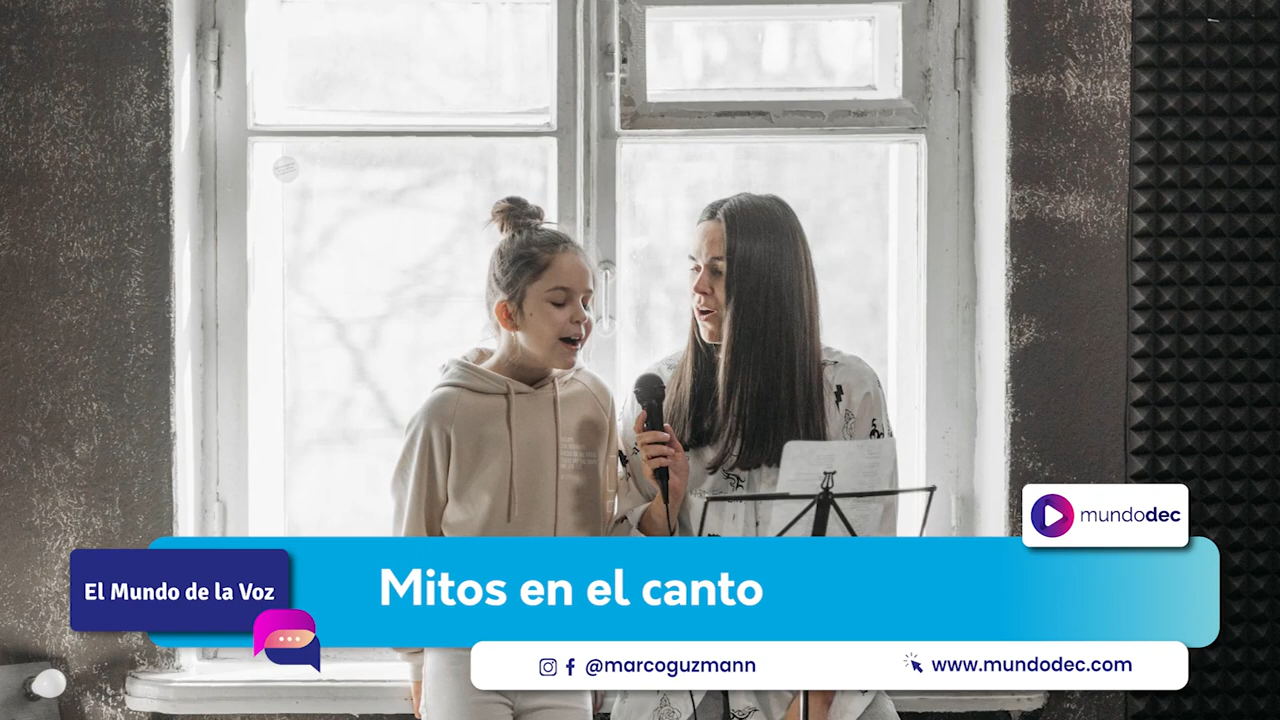 mundodec
El Mundo de la Voz
Mitos en el canto
@marcoguzmann
www.mundodec.com